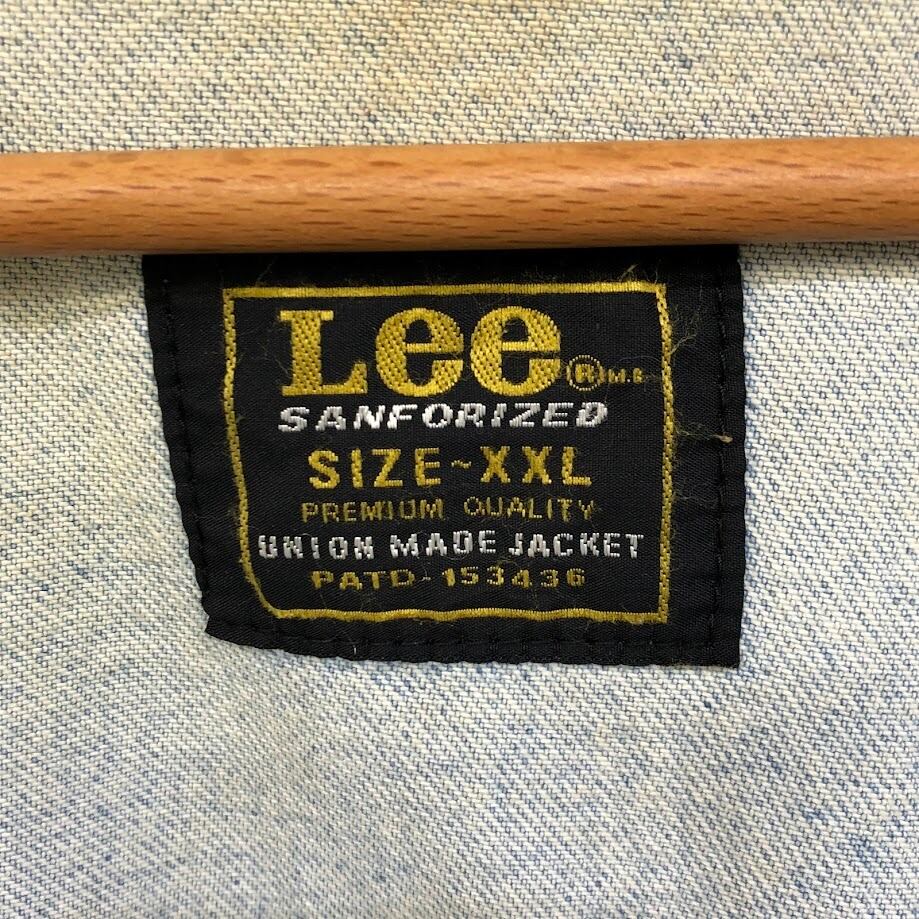 Lee ® M.R.
SANFORIZED
SIZE~XXL
PREMIUM QUALITY
UNION MADE JACKET
PATD-153436